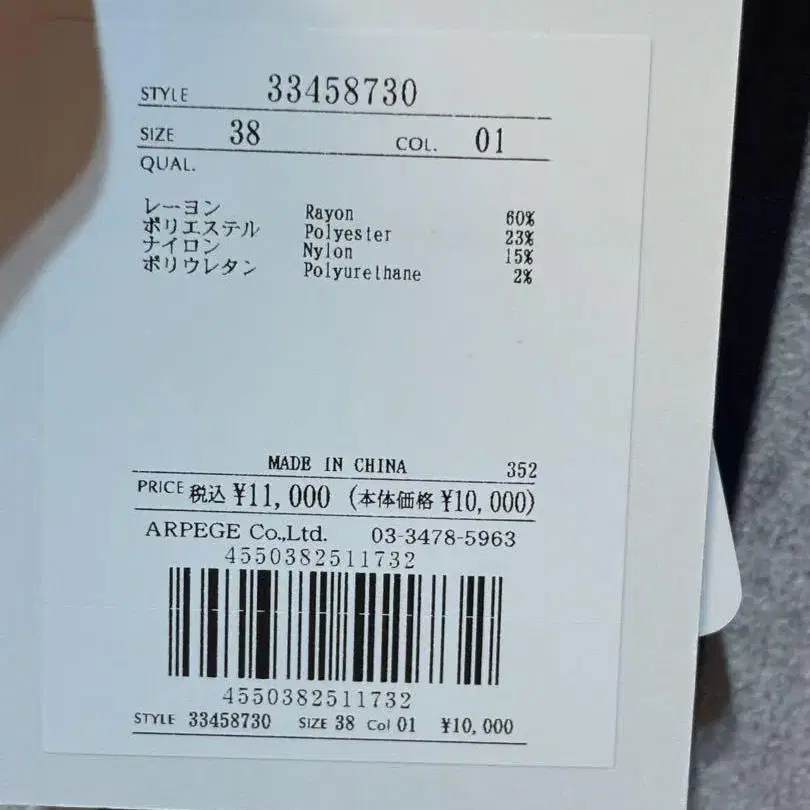 STYLE 33458730
SIZE 38 COL. 01
QUAL.
レーヨン Rayon 60%
ポリエステル Polyester 23%
ナイロン Nylon 15%
ポリウレタン Polyurethane 2%
MADE IN CHINA 352
PRICE 税込 ¥11,000 (本体価格 ¥10,000)
ARPEGE Co.,Ltd. 03-3478-5963
4550382511732
4550382511732
STYLE 33458730 SIZE 38 Col 01 ¥10,000